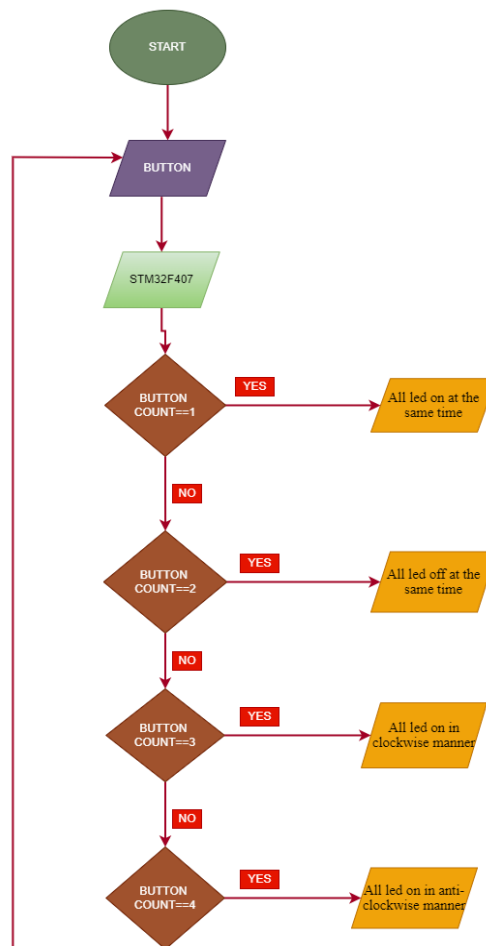 START
BUTTON
STM32F407
BUTTON
COUNT==1
YES
All led on at the
same time
NO
BUTTON
COUNT==2
YES
All led off at the
same time
NO
BUTTON
COUNT==3
YES
All led on in
clockwise manner
NO
BUTTON
COUNT==4
YES
All led on in anti-
clockwise manner